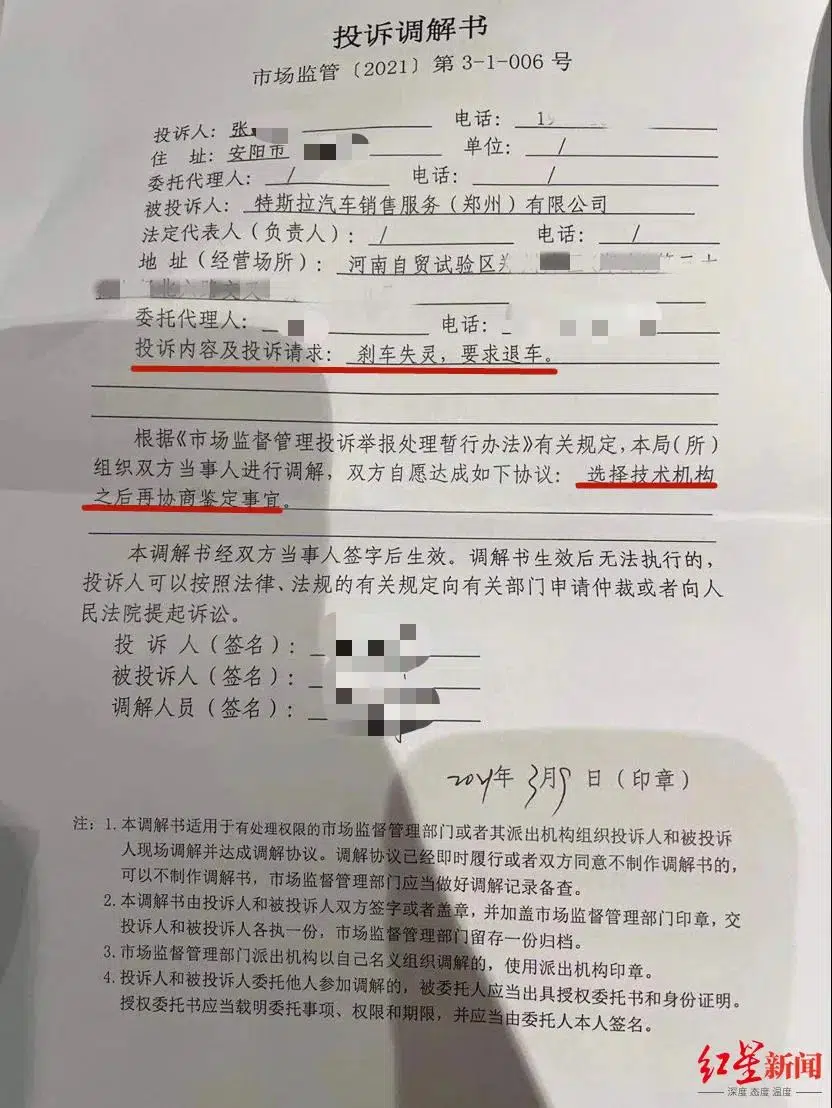 投诉调解书
市场监管〔2021〕第 3-1-006 号
投诉人：张 电话：1
住 址：安阳市 单位：/
委托代理人：/ 电话：/
被投诉人：特斯拉汽车销售服务（郑州）有限公司
法定代表人（负责人）：/ 电话：/
地 址（经营场所）：河南自贸试验区郑
委托代理人： 电话：
投诉内容及投诉请求：刹车失灵，要求退车。
根据《市场监督管理投诉举报处理暂行办法》有关规定，本局（所）
组织双方当事人进行调解，双方自愿达成如下协议：选择技术机构
之后再协商鉴定事宜。
本调解书经双方当事人签字后生效。调解书生效后无法执行的，
投诉人可以按照法律、法规的有关规定向有关部门申请仲裁或者向人
民法院提起诉讼。
投 诉 人（签名）：
被投诉人（签名）：
调解人员（签名）：
2021年 3月9 日（印章）
注：1. 本调解书适用于有处理权限的市场监督管理部门或者其派出机构组织投诉人和被投诉
人现场调解并达成调解协议。调解协议已经即时履行或者双方同意不制作调解书的，
可以不制作调解书，市场监督管理部门应当做好调解记录备查。
2. 本调解书由投诉人和被投诉人双方签字或者盖章，并加盖市场监督管理部门印章，交
投诉人和被投诉人各执一份，市场监督管理部门留存一份归档。
3. 市场监督管理部门派出机构以自己名义组织调解的，使用派出机构印章。
4. 投诉人和被投诉人委托他人参加调解的，被委托人应当出具授权委托书和身份证明。
授权委托书应当载明委托事项、权限和期限，并应当由委托人本人签名。
红星新闻
深度 态度 温度